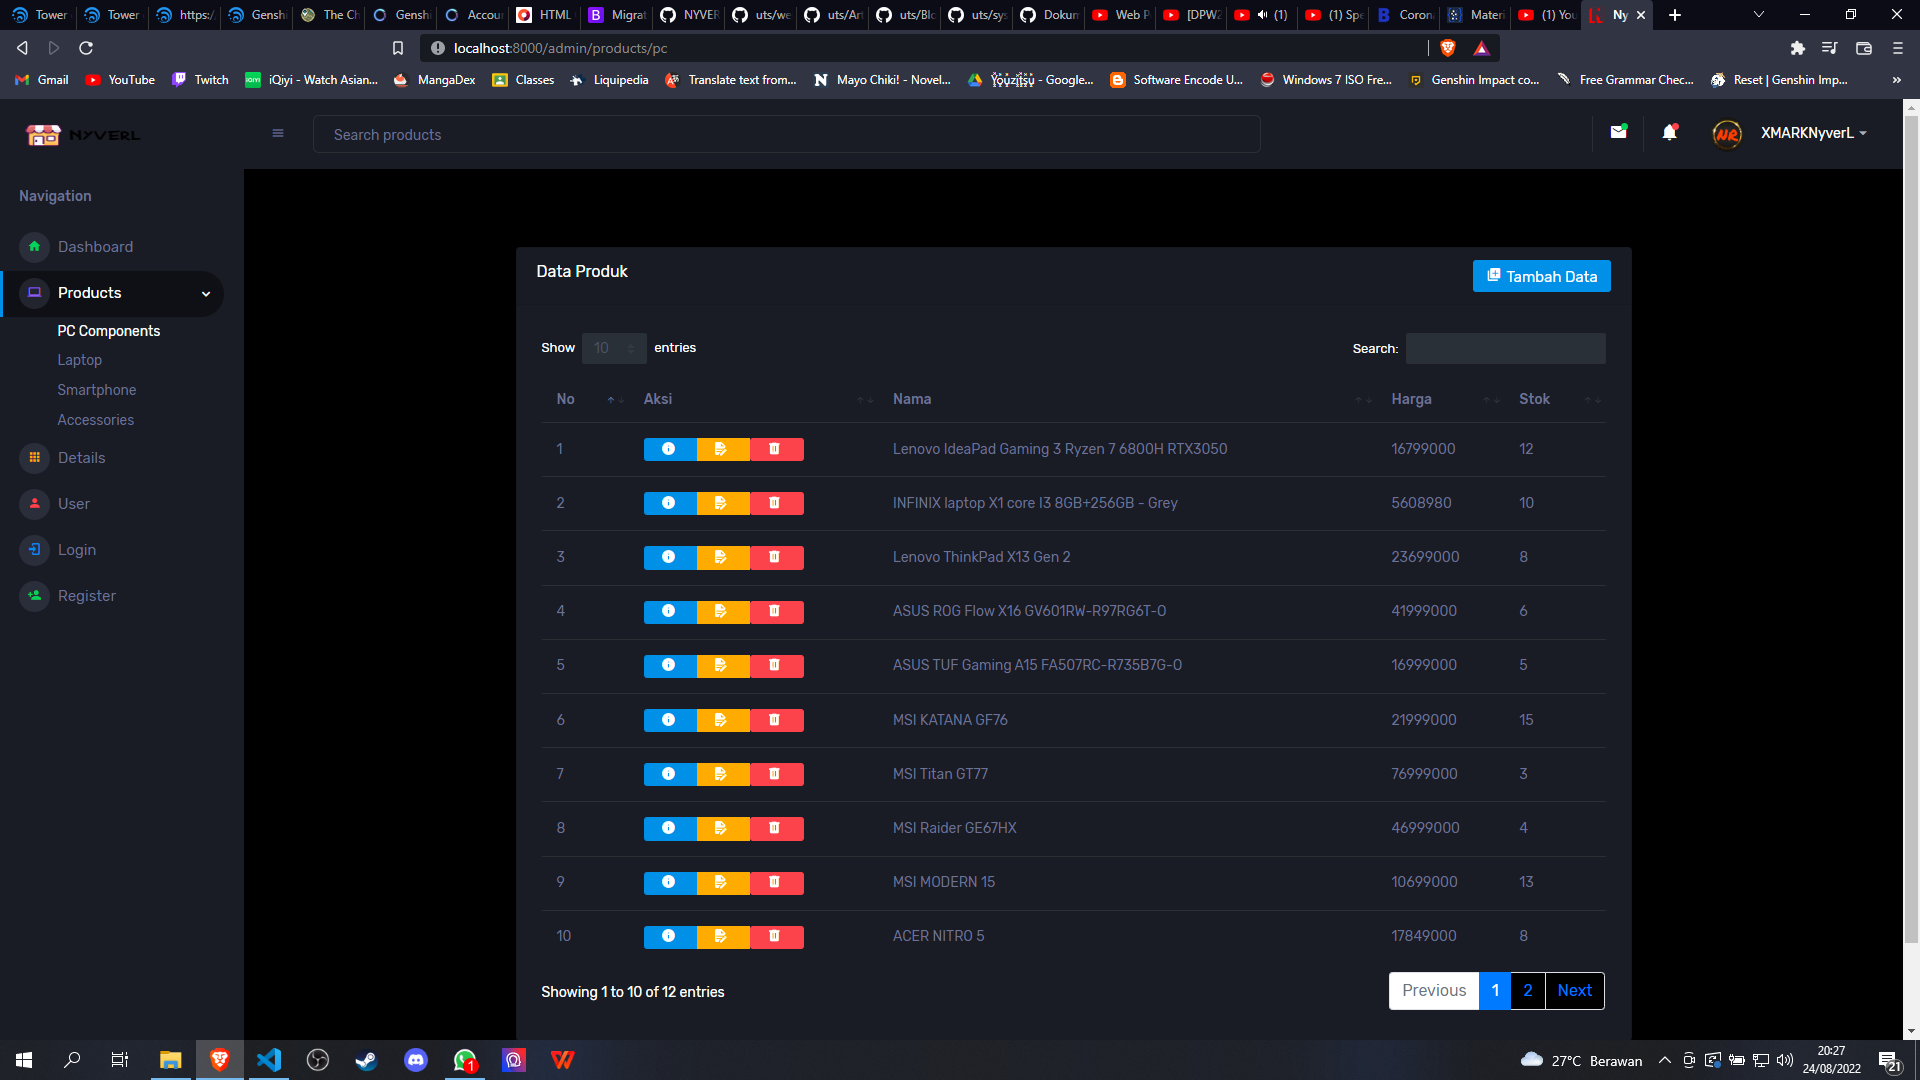 Tower
Tower
https:/
Genshi
The Ch
Genshi
Accou
HTML
Migrat
NYVER
uts/we
uts/Art
uts/Blo
uts/sys
Dokum
Web P
[DPW2
(1)
(1) Spe
Coron
Materi
(1) You
Ny
localhost:8000/admin/products/pc
Gmail
YouTube
Twitch
iQiyi - Watch Asian...
MangaDex
Classes
Liquipedia
Translate text from...
Mayo Chiki! - Novel...
Youzitsu - Google...
Software Encode U...
Windows 7 ISO Fre...
Genshin Impact co...
Free Grammar Chec...
Reset | Genshin Imp...
NYVERL
Search products
XMARKNyverL
Navigation
Dashboard
Products
PC Components
Laptop
Smartphone
Accessories
Details
User
Login
Register
Data Produk
Tambah Data
Show 10 entries
Search:
No Aksi Nama Harga Stok
1 Lenovo IdeaPad Gaming 3 Ryzen 7 6800H RTX3050 16799000 12
2 INFINIX laptop X1 core I3 8GB+256GB - Grey 5608980 10
3 Lenovo ThinkPad X13 Gen 2 23699000 8
4 ASUS ROG Flow X16 GV601RW-R97RG6T-O 41999000 6
5 ASUS TUF Gaming A15 FA507RC-R735B7G-O 16999000 5
6 MSI KATANA GF76 21999000 15
7 MSI Titan GT77 76999000 3
8 MSI Raider GE67HX 46999000 4
9 MSI MODERN 15 10699000 13
10 ACER NITRO 5 17849000 8
Showing 1 to 10 of 12 entries
Previous 1 2 Next
1
27°C Berawan
20:27
24/08/2022
21